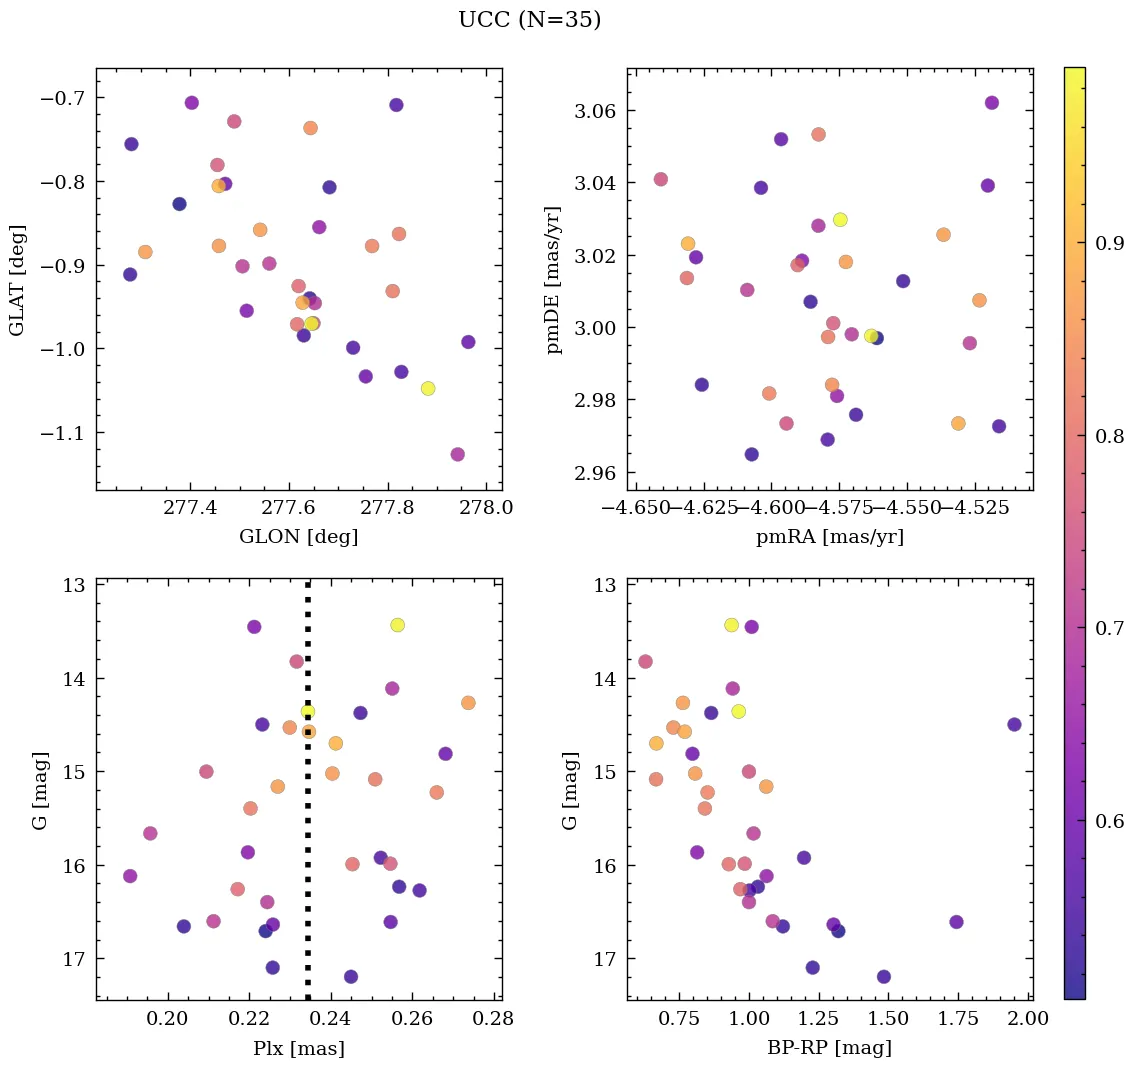 UCC (N=35)
−0.7
−0.8
−0.9
−1.0
−1.1
GLAT [deg]
277.4 277.6 277.8 278.0
GLON [deg]
3.06
3.04
3.02
3.00
2.98
2.96
pmDE [mas/yr]
−4.650 −4.625 −4.600 −4.575 −4.550 −4.525
pmRA [mas/yr]
13
14
15
16
17
G [mag]
0.20 0.22 0.24 0.26 0.28
Plx [mas]
13
14
15
16
17
G [mag]
0.75 1.00 1.25 1.50 1.75 2.00
BP-RP [mag]
0.9
0.8
0.7
0.6